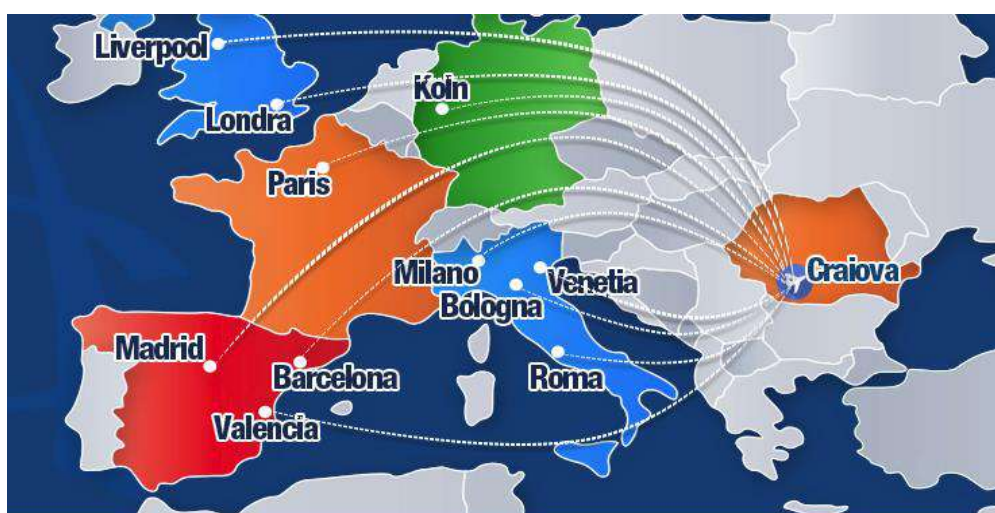 Liverpool
Koln
Londra
Paris
Milano
Venetia
Craiova
Bologna
Madrid
Barcelona
Roma
Valencia